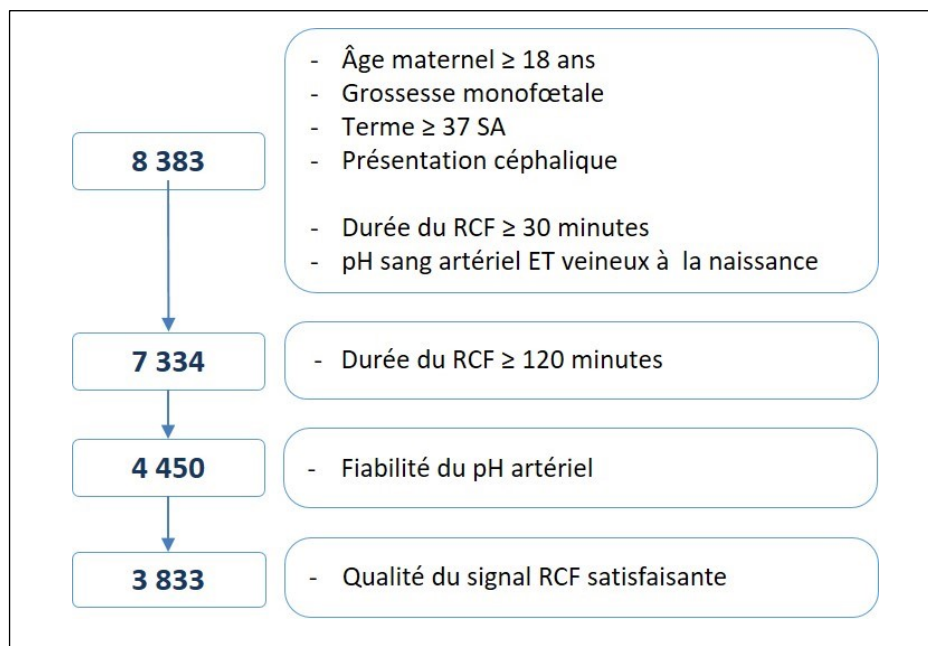 8 383
- Âge maternel ≥ 18 ans
- Grossesse monofœtale
- Terme ≥ 37 SA
- Présentation céphalique
- Durée du RCF ≥ 30 minutes
- pH sang artériel ET veineux à la naissance
7 334
- Durée du RCF ≥ 120 minutes
4 450
- Fiabilité du pH artériel
3 833
- Qualité du signal RCF satisfaisante